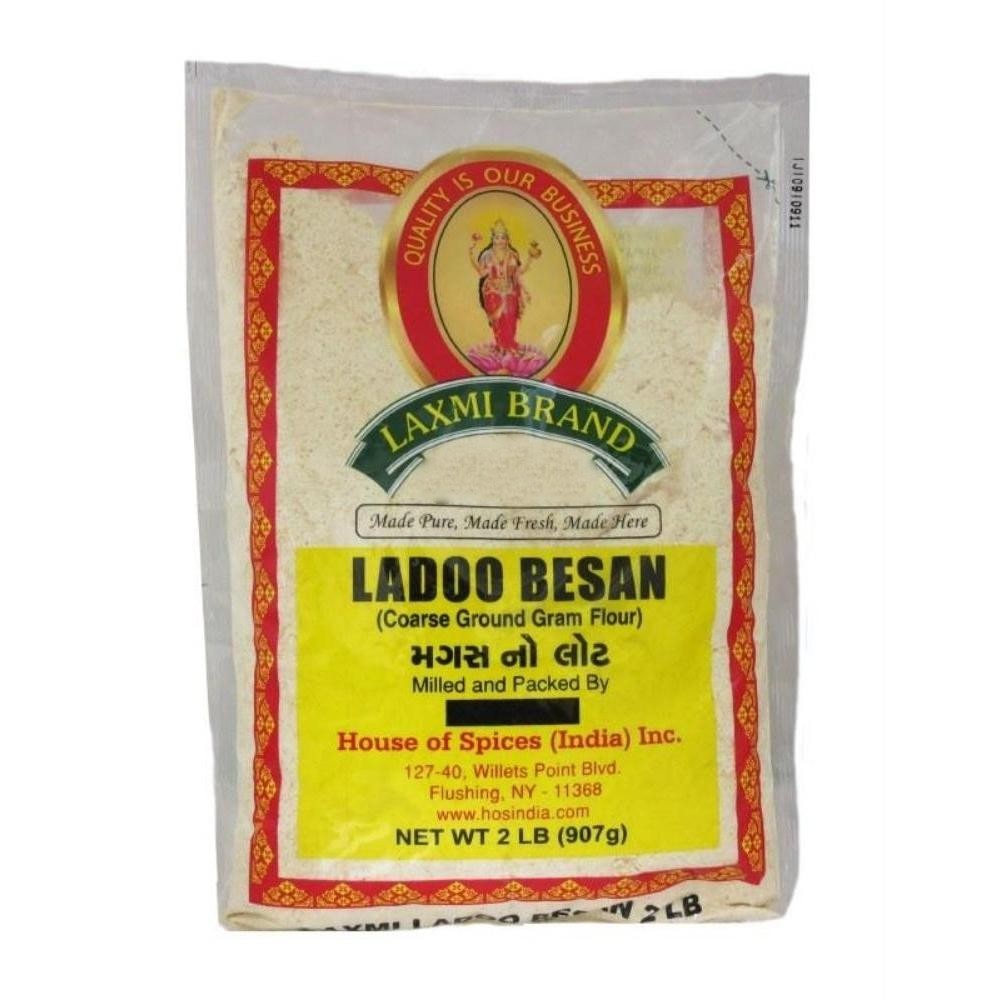 QUALITY IS OUR BUSINESS
LAXMI BRAND
Made Pure, Made Fresh, Made Here
LADOO BESAN
(Coarse Ground Gram Flour)
મગસ નો લોટ
Milled and Packed By
House of Spices (India) Inc.
127-40, Willets Point Blvd.
Flushing, NY - 11368
www.hosindia.com
NET WT 2 LB (907g)
2 LB